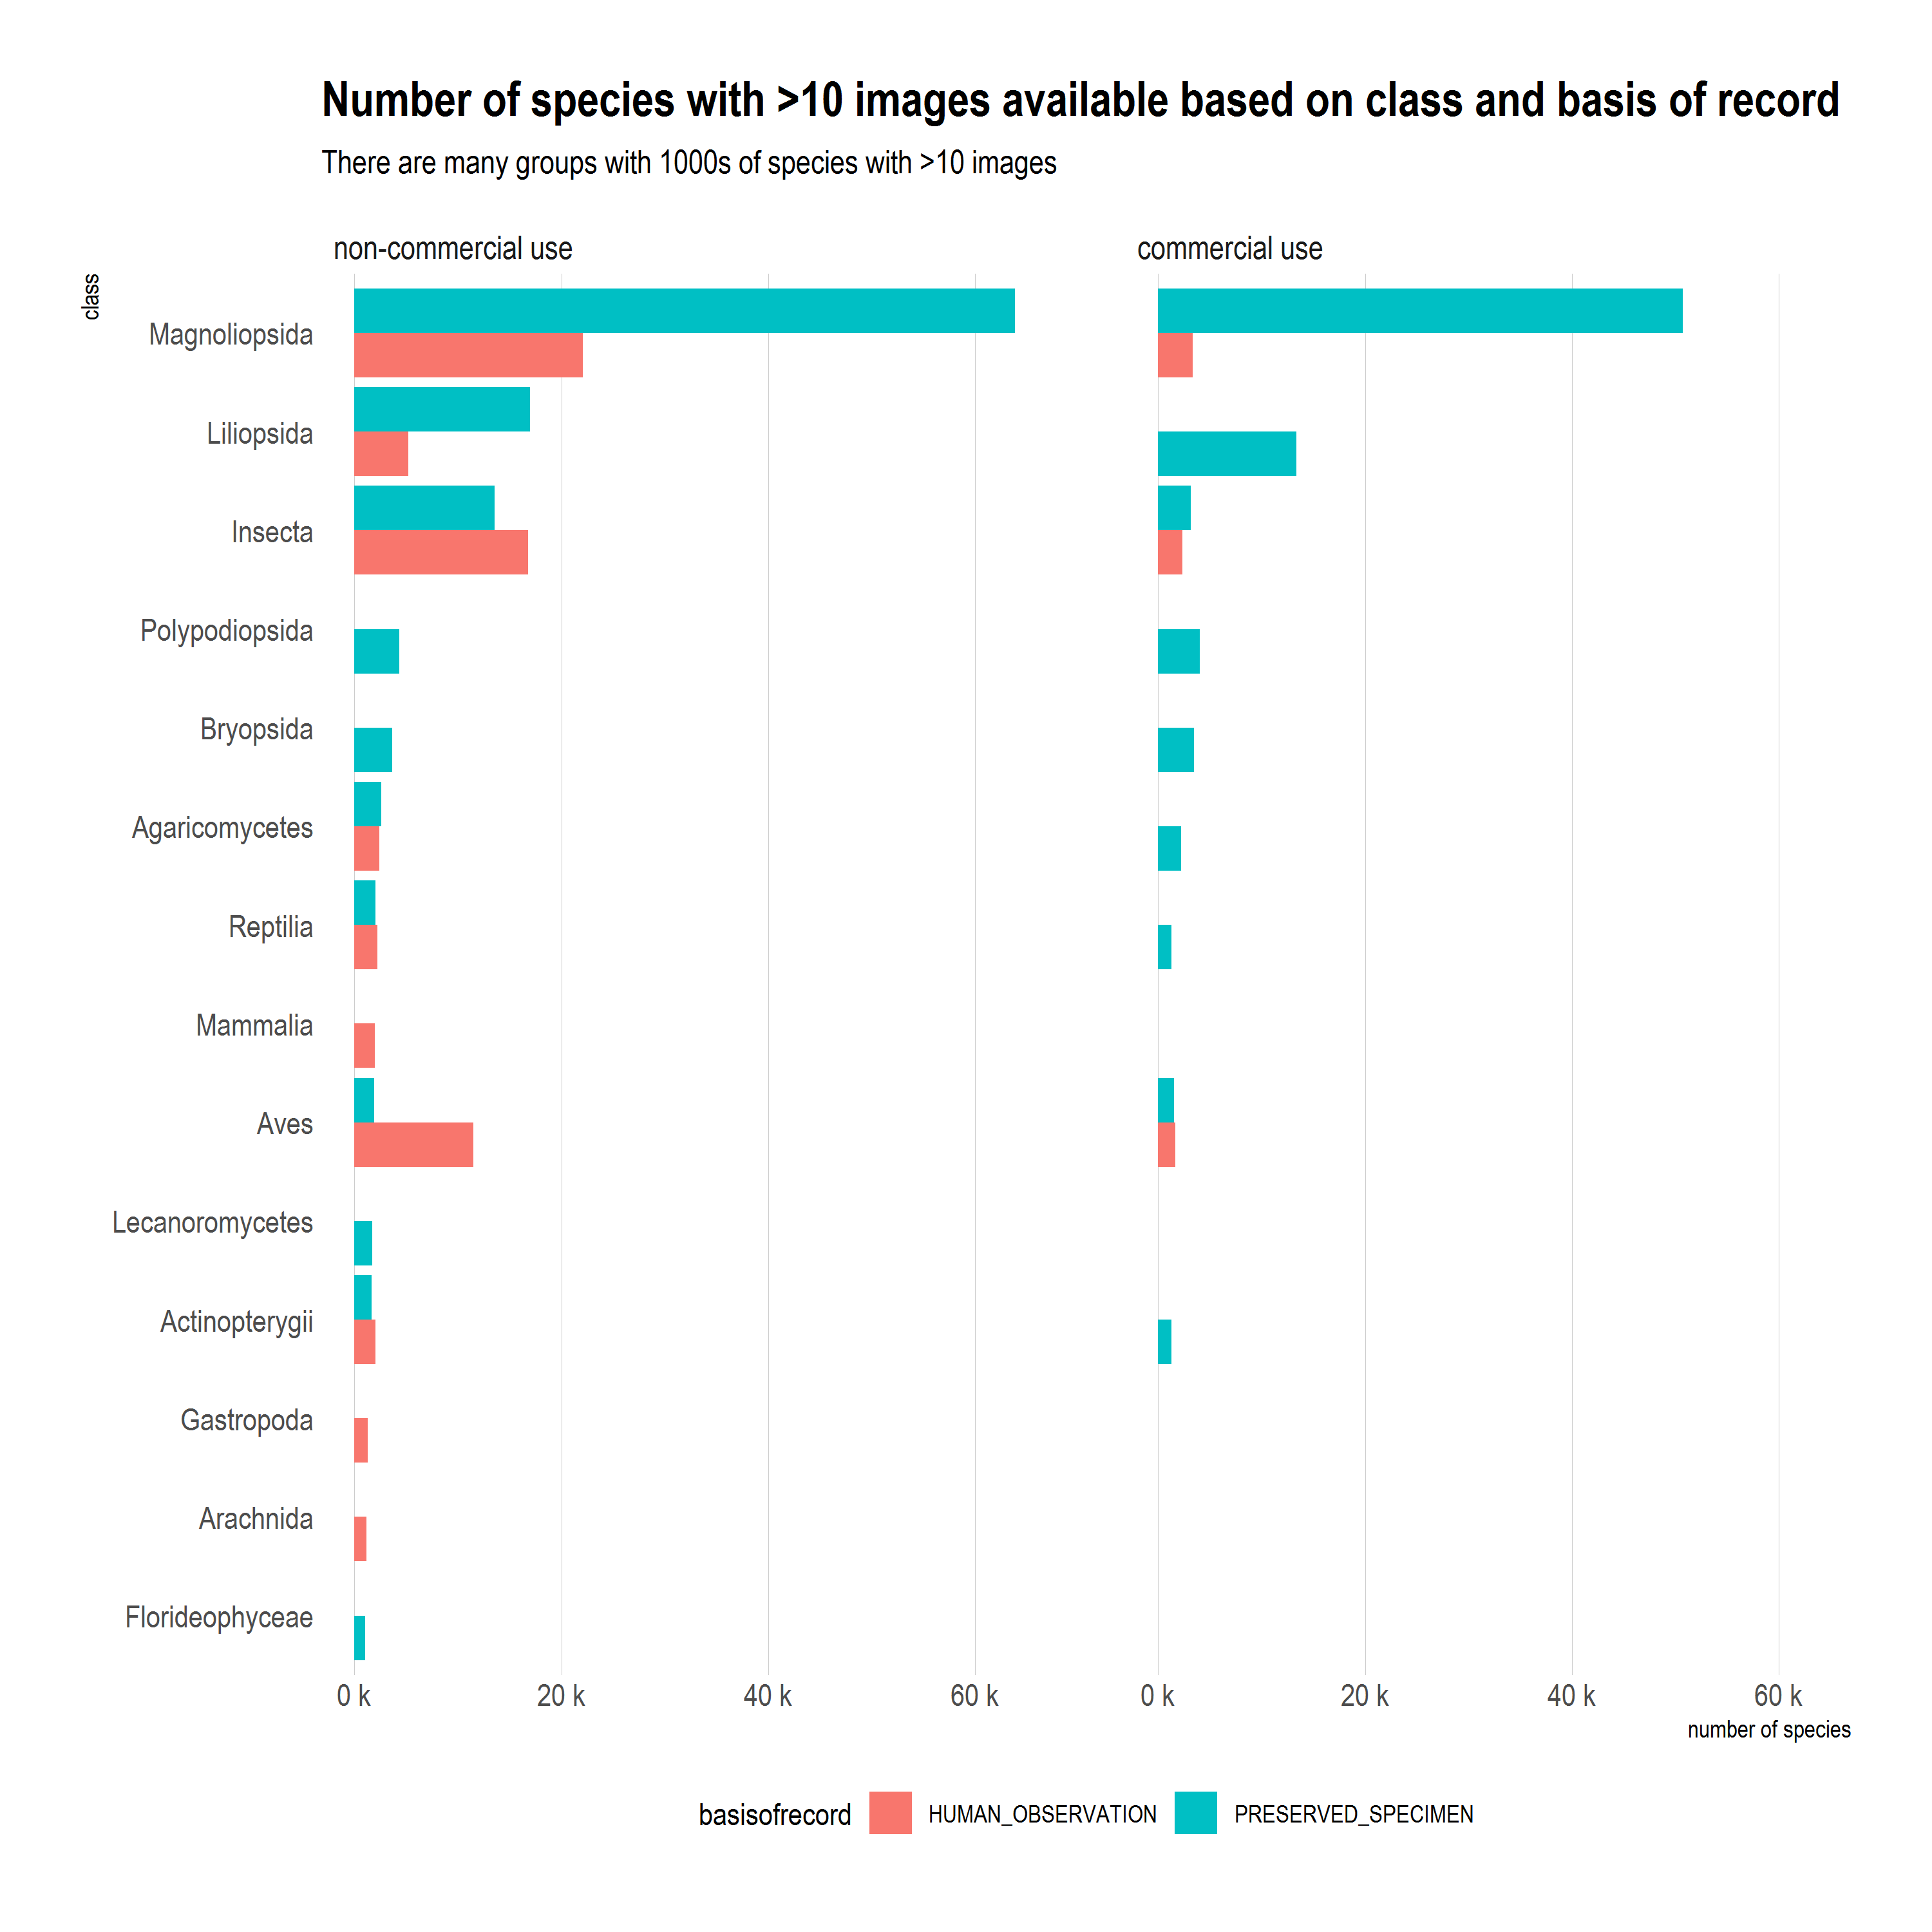 Number of species with >10 images available based on class and basis of record
There are many groups with 1000s of species with >10 images
non-commercial use
commercial use
class
Magnoliopsida
Liliopsida
Insecta
Polypodiopsida
Bryopsida
Agaricomycetes
Reptilia
Mammalia
Aves
Lecanoromycetes
Actinopterygii
Gastropoda
Arachnida
Florideophyceae
0 k 20 k 40 k 60 k
0 k 20 k 40 k 60 k
number of species
basisofrecord HUMAN_OBSERVATION PRESERVED_SPECIMEN